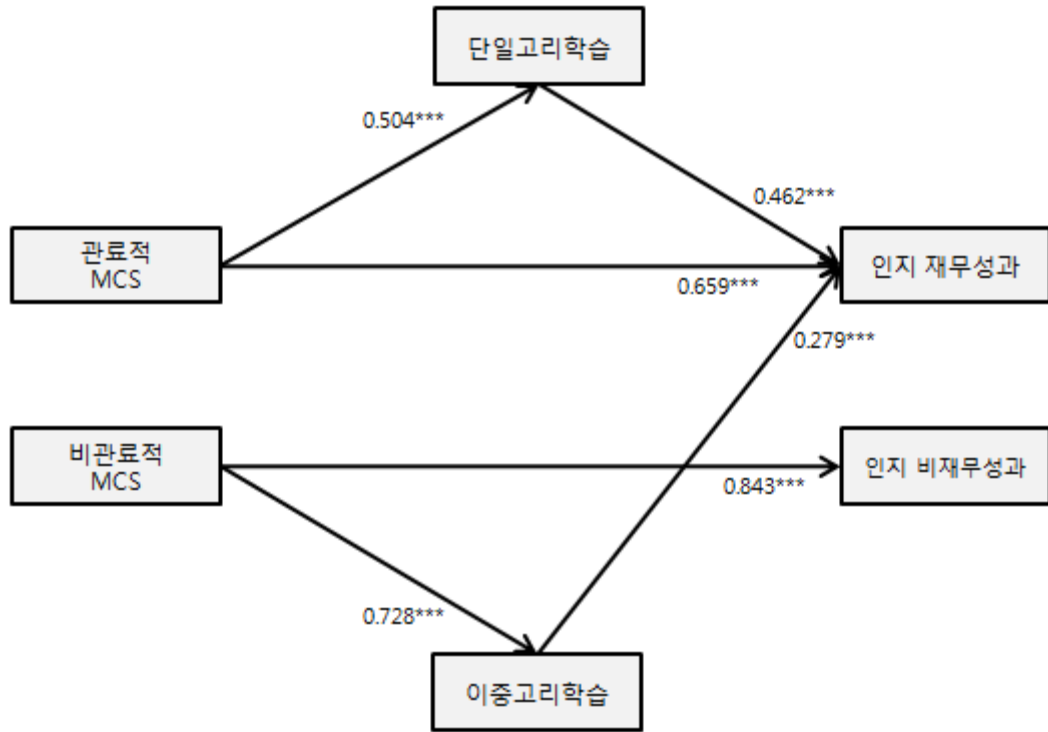 단일고리학습
0.504***
0.462***
관료적
MCS
인지 재무성과
0.659***
0.279***
비관료적
MCS
인지 비재무성과
0.843***
0.728***
이중고리학습